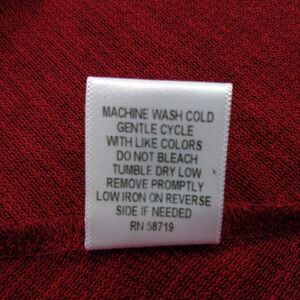 MACHINE WASH COLD
GENTLE CYCLE
WITH LIKE COLORS
DO NOT BLEACH
TUMBLE DRY LOW
REMOVE PROMPTLY
LOW IRON ON REVERSE
SIDE IF NEEDED
RN 58719